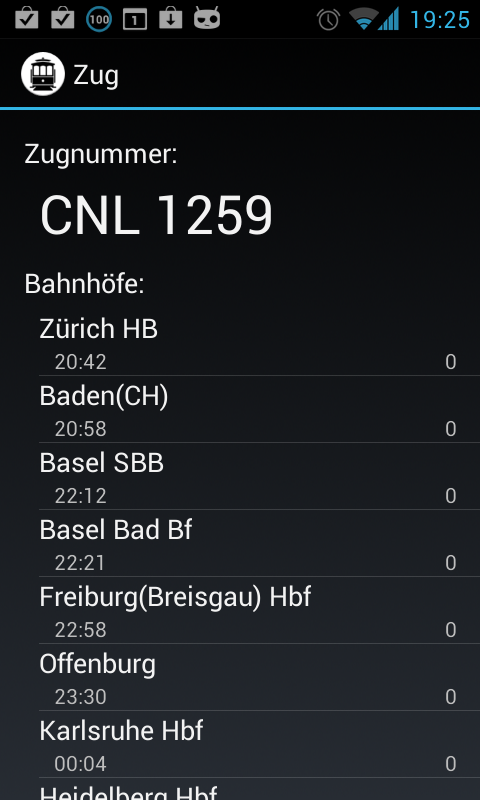 100
1
19:25
Zug
Zugnummer:
CNL 1259
Bahnhöfe:
Zürich HB
20:42 0
Baden(CH)
20:58 0
Basel SBB
22:12 0
Basel Bad Bf
22:21 0
Freiburg(Breisgau) Hbf
22:58 0
Offenburg
23:30 0
Karlsruhe Hbf
00:04 0
Heidelberg Hbf